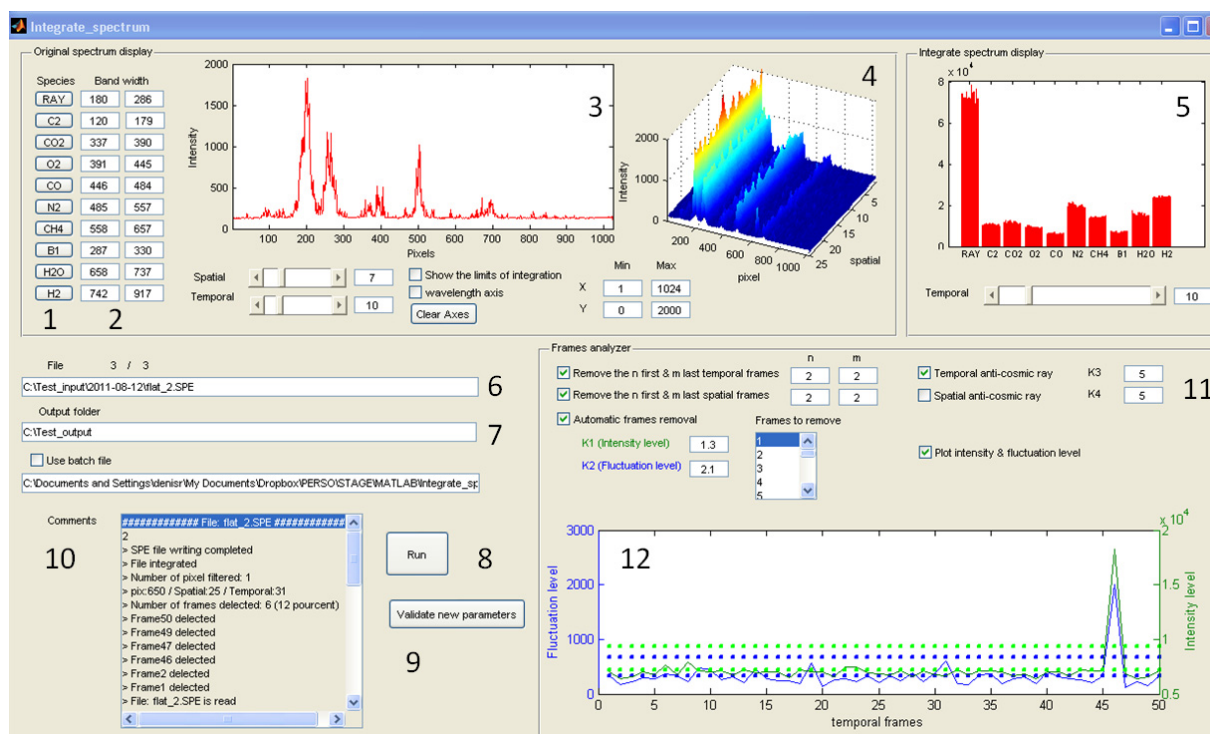 Integrate_spectrum
Original spectrum display
Species Band width
RAY 180 286
C2 120 179
CO2 337 390
O2 391 445
CO 446 484
N2 485 557
CH4 558 657
B1 287 330
H2O 658 737
H2 742 917
1 2
2000
1500
1000
500
0
Intensity
100 200 300 400 500 600 700 800 900 1000
Pixels
3
Spatial 7
Temporal 10
Show the limits of integration
wavelength axis
Clear Axes
Min Max
X 1 1024
Y 0 2000
4
2000
1000
0
Intensity
200 400 600 800 1000
pixel
5
10
15
20
25
spatial
Integrate spectrum display
x 10^4
8
6
4
2
0
5
RAY C2 CO2 O2 CO N2 CH4 B1 H2O H2
Temporal 10
File 3 / 3
C:\Test_input\2011-08-12\flat_2.SPE
6
Output folder
C:\Test_output
7
Use batch file
C:\Documents and Settings\denisr\My Documents\Dropbox\PERSO\STAGE\MATLAB\Integrate_sp
Comments
10
############# File: flat_2.SPE ############
2
> SPE file writing completed
> File integrated
> Number of pixel filtered: 1
> pix:650 / Spatial:25 / Temporal:31
> Number of frames delected: 6 (12 pourcent)
> Frame50 delected
> Frame49 delected
> Frame47 delected
> Frame46 delected
> Frame2 delected
> Frame1 delected
> File: flat_2.SPE is read
Run
8
Validate new parameters
9
Frames analyzer
n m
Remove the n first & m last temporal frames 2 2
Remove the n first & m last spatial frames 2 2
Automatic frames removal
K1 (Intensity level) 1.3
K2 (Fluctuation level) 2.1
Frames to remove
1
2
3
4
5
Temporal anti-cosmic ray K3 5
Spatial anti-cosmic ray K4 5
11
Plot intensity & fluctuation level
12
3000
2000
1000
0
Fluctuation level
x 10^4
2
1.5
1
0.5
Intensity level
0 5 10 15 20 25 30 35 40 45 50
temporal frames